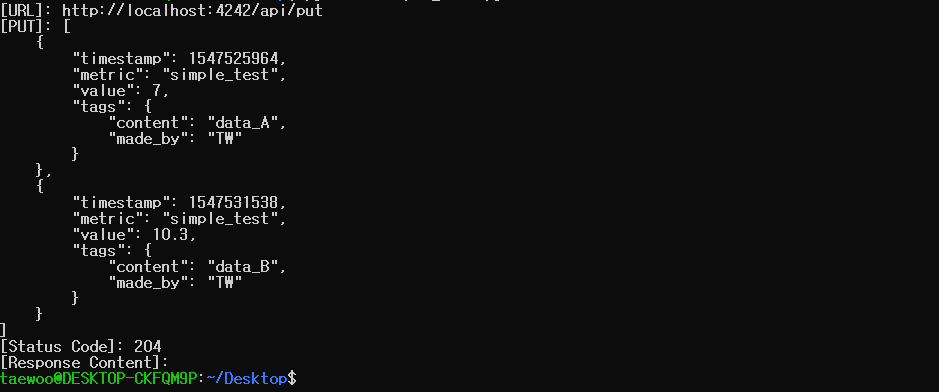 [URL]: http://localhost:4242/api/put
[PUT]: [
    {
        "timestamp": 1547525964,
        "metric": "simple_test",
        "value": 7,
        "tags": {
            "content": "data_A",
            "made_by": "TW"
        }
    },
    {
        "timestamp": 1547531538,
        "metric": "simple_test",
        "value": 10.3,
        "tags": {
            "content": "data_B",
            "made_by": "TW"
        }
    }
]
[Status Code]: 204
[Response Content]:
taewoo@DESKTOP-CKFQM9P:~/Desktop$